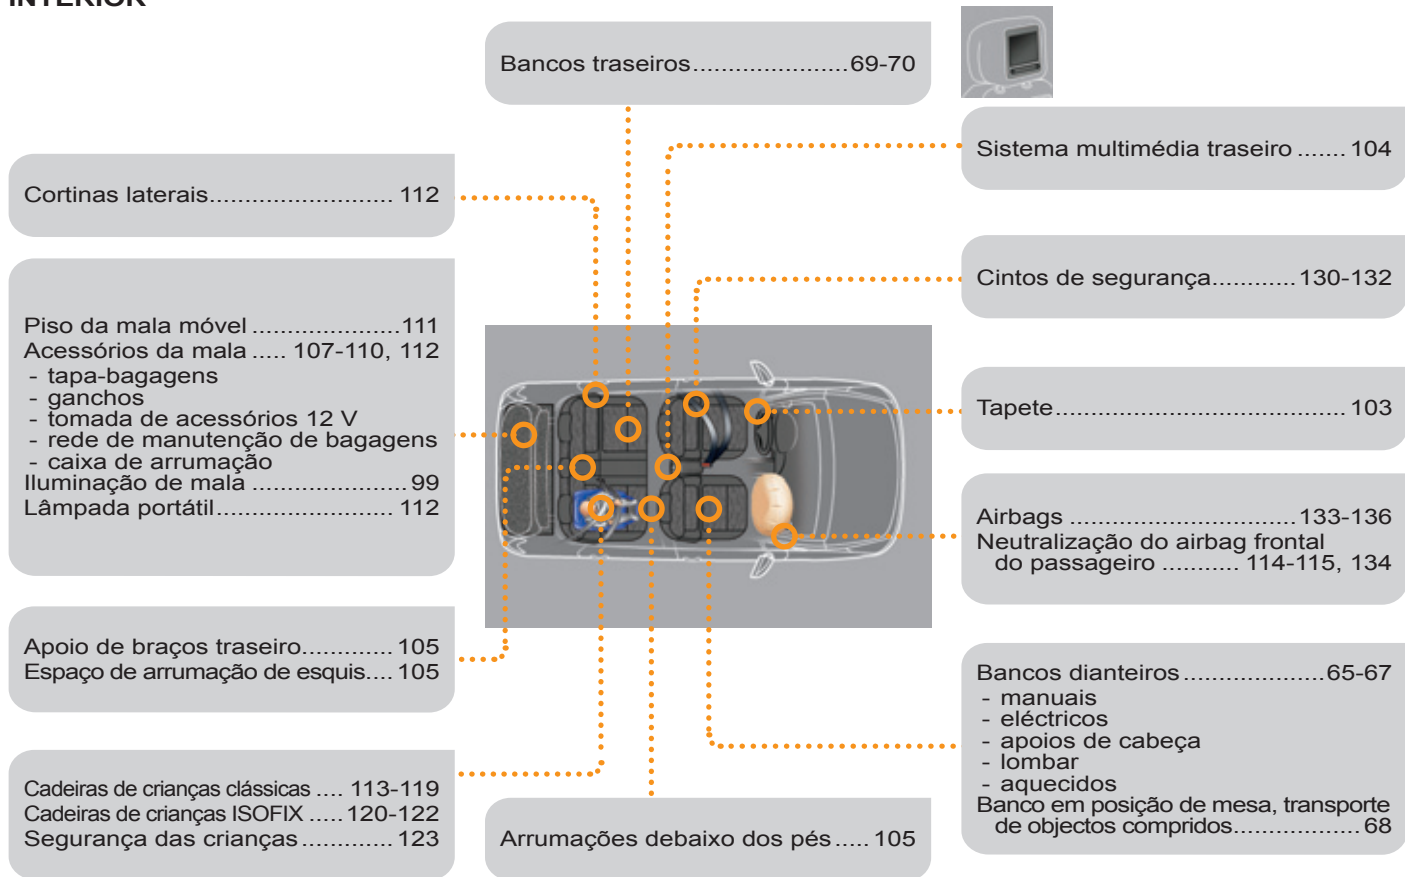 INTERIOR
Bancos traseiros......................69-70
Sistema multimédia traseiro ....... 104
Cortinas laterais.......................... 112
Cintos de segurança............130-132
Piso da mala móvel .....................111
Acessórios da mala ..... 107-110, 112
- tapa-bagagens
- ganchos
- tomada de acessórios 12 V
- rede de manutenção de bagagens
- caixa de arrumação
Iluminação de mala ...................... 99
Lâmpada portátil......................... 112
Tapete......................................... 103
Airbags .................................133-136
Neutralização do airbag frontal
do passageiro ........... 114-115, 134
Apoio de braços traseiro............. 105
Espaço de arrumação de esquis.... 105
Bancos dianteiros ....................65-67
- manuais
- eléctricos
- apoios de cabeça
- lombar
- aquecidos
Banco em posição de mesa, transporte
de objectos compridos.................. 68
Cadeiras de crianças clássicas .... 113-119
Cadeiras de crianças ISOFIX .....120-122
Segurança das crianças............. 123
Arrumações debaixo dos pés ..... 105